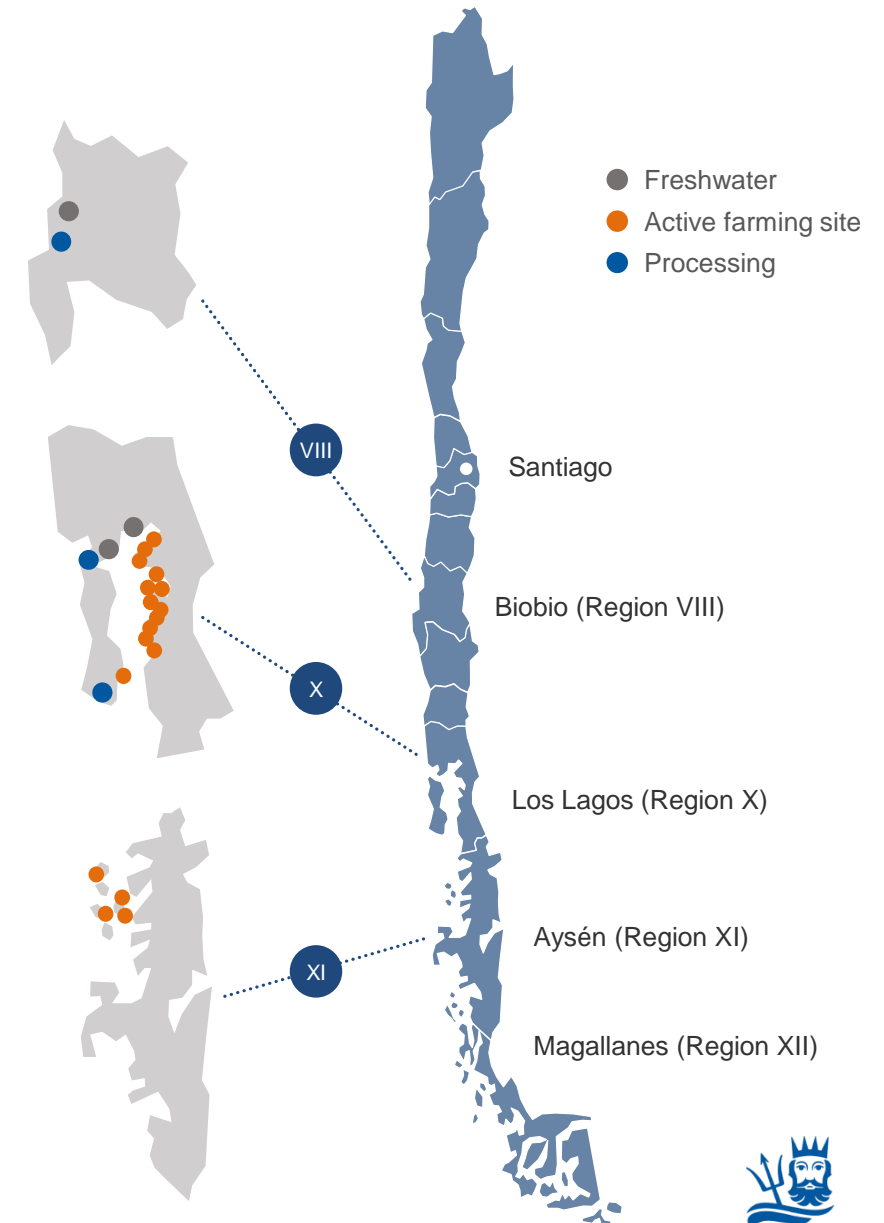 Freshwater
Active farming site
Processing
VIII
Santiago
Biobio (Region VIII)
X
Los Lagos (Region X)
Aysén (Region XI)
XI
Magallanes (Region XII)